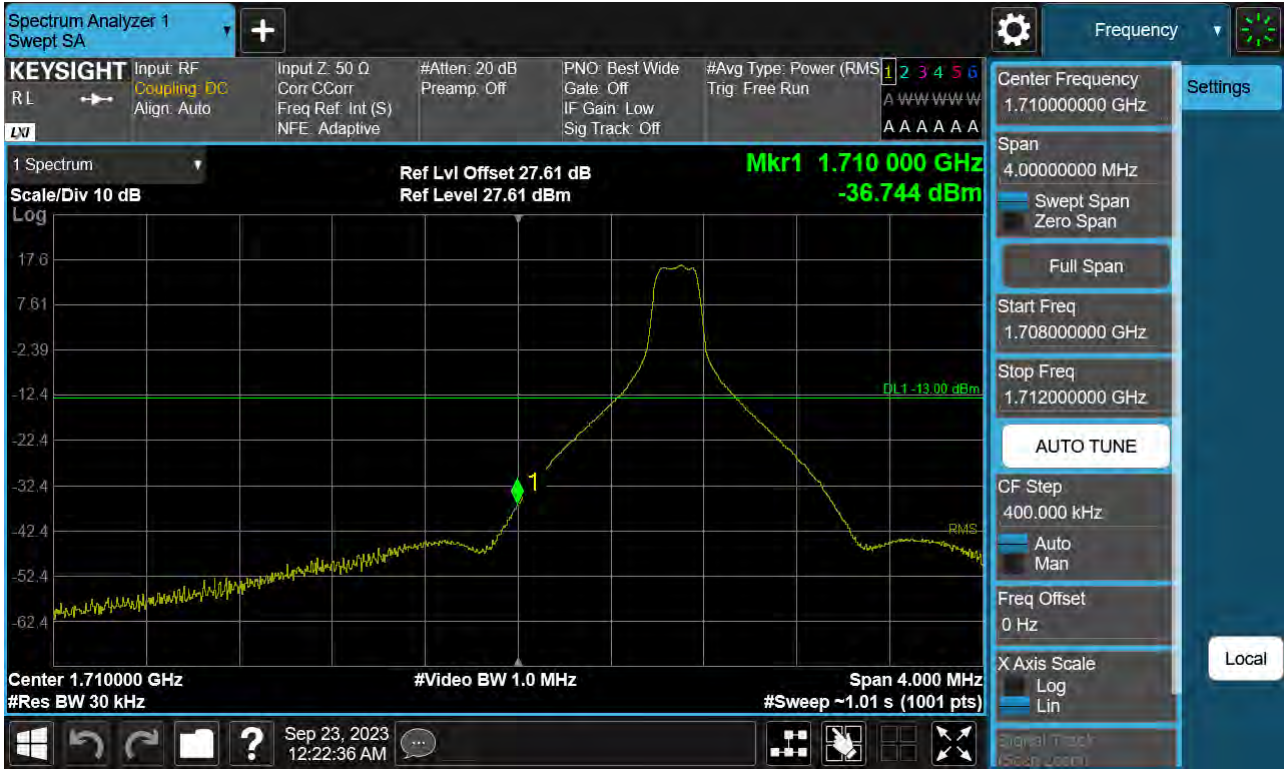 Spectrum Analyzer 1
Swept SA
+
Frequency
KEYSIGHT
RL
LXI
Input: RF
Coupling: DC
Align: Auto
Input Z: 50 Ω
Corr CCorr
Freq Ref: Int (S)
NFE: Adaptive
#Atten: 20 dB
Preamp: Off
PNO: Best Wide
Gate: Off
IF Gain: Low
Sig Track: Off
#Avg Type: Power (RMS
Trig: Free Run
1 2 3 4 5 6
A W W W W W
A A A A A A
1 Spectrum
Scale/Div 10 dB
Log
Ref Lvl Offset 27.61 dB
Ref Level 27.61 dBm
Mkr1 1.710 000 GHz
-36.744 dBm
17.6
7.61
-2.39
-12.4
-22.4
-32.4
-42.4
-52.4
-62.4
DL1 -13.00 dBm
1
RMS
Center 1.710000 GHz
#Video BW 1.0 MHz
Span 4.000 MHz
#Res BW 30 kHz
#Sweep ~1.01 s (1001 pts)
Center Frequency
1.710000000 GHz
Settings
Span
4.00000000 MHz
Swept Span
Zero Span
Full Span
Start Freq
1.708000000 GHz
Stop Freq
1.712000000 GHz
AUTO TUNE
CF Step
400.000 kHz
Auto
Man
Freq Offset
0 Hz
X Axis Scale
Log
Lin
Signal Track
(Span Zoom)
Local
?
Sep 23, 2023
12:22:36 AM